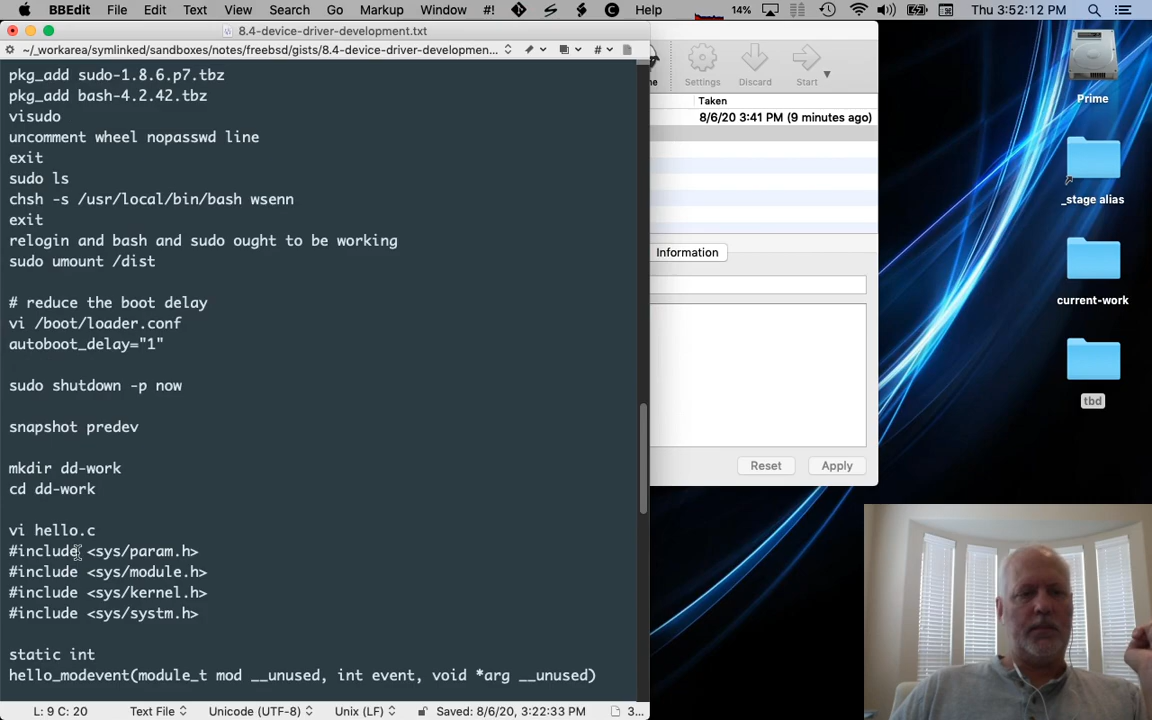 BBEdit File Edit Text View Search Go Markup Window #! Help 14% Thu 3:52:12 PM
8.4-device-driver-development.txt
~/_workarea/symlinked/sandboxes/notes/freebsd/gists/8.4-device-driver-developmen...
pkg_add sudo-1.8.6.p7.tbz
pkg_add bash-4.2.42.tbz
visudo
uncomment wheel nopasswd line
exit
sudo ls
chsh -s /usr/local/bin/bash wsenn
exit
relogin and bash and sudo ought to be working
sudo umount /dist
# reduce the boot delay
vi /boot/loader.conf
autoboot_delay="1"
sudo shutdown -p now
snapshot predev
mkdir dd-work
cd dd-work
vi hello.c
#include <sys/param.h>
#include <sys/module.h>
#include <sys/kernel.h>
#include <sys/systm.h>
static int
hello_modevent(module_t mod __unused, int event, void *arg __unused)
L: 9 C: 20 Text File Unicode (UTF-8) Unix (LF) Saved: 8/6/20, 3:22:33 PM 3...
Settings Discard Start
Taken
8/6/20 3:41 PM (9 minutes ago)
Information
Reset Apply
Prime
_stage alias
current-work
tbd